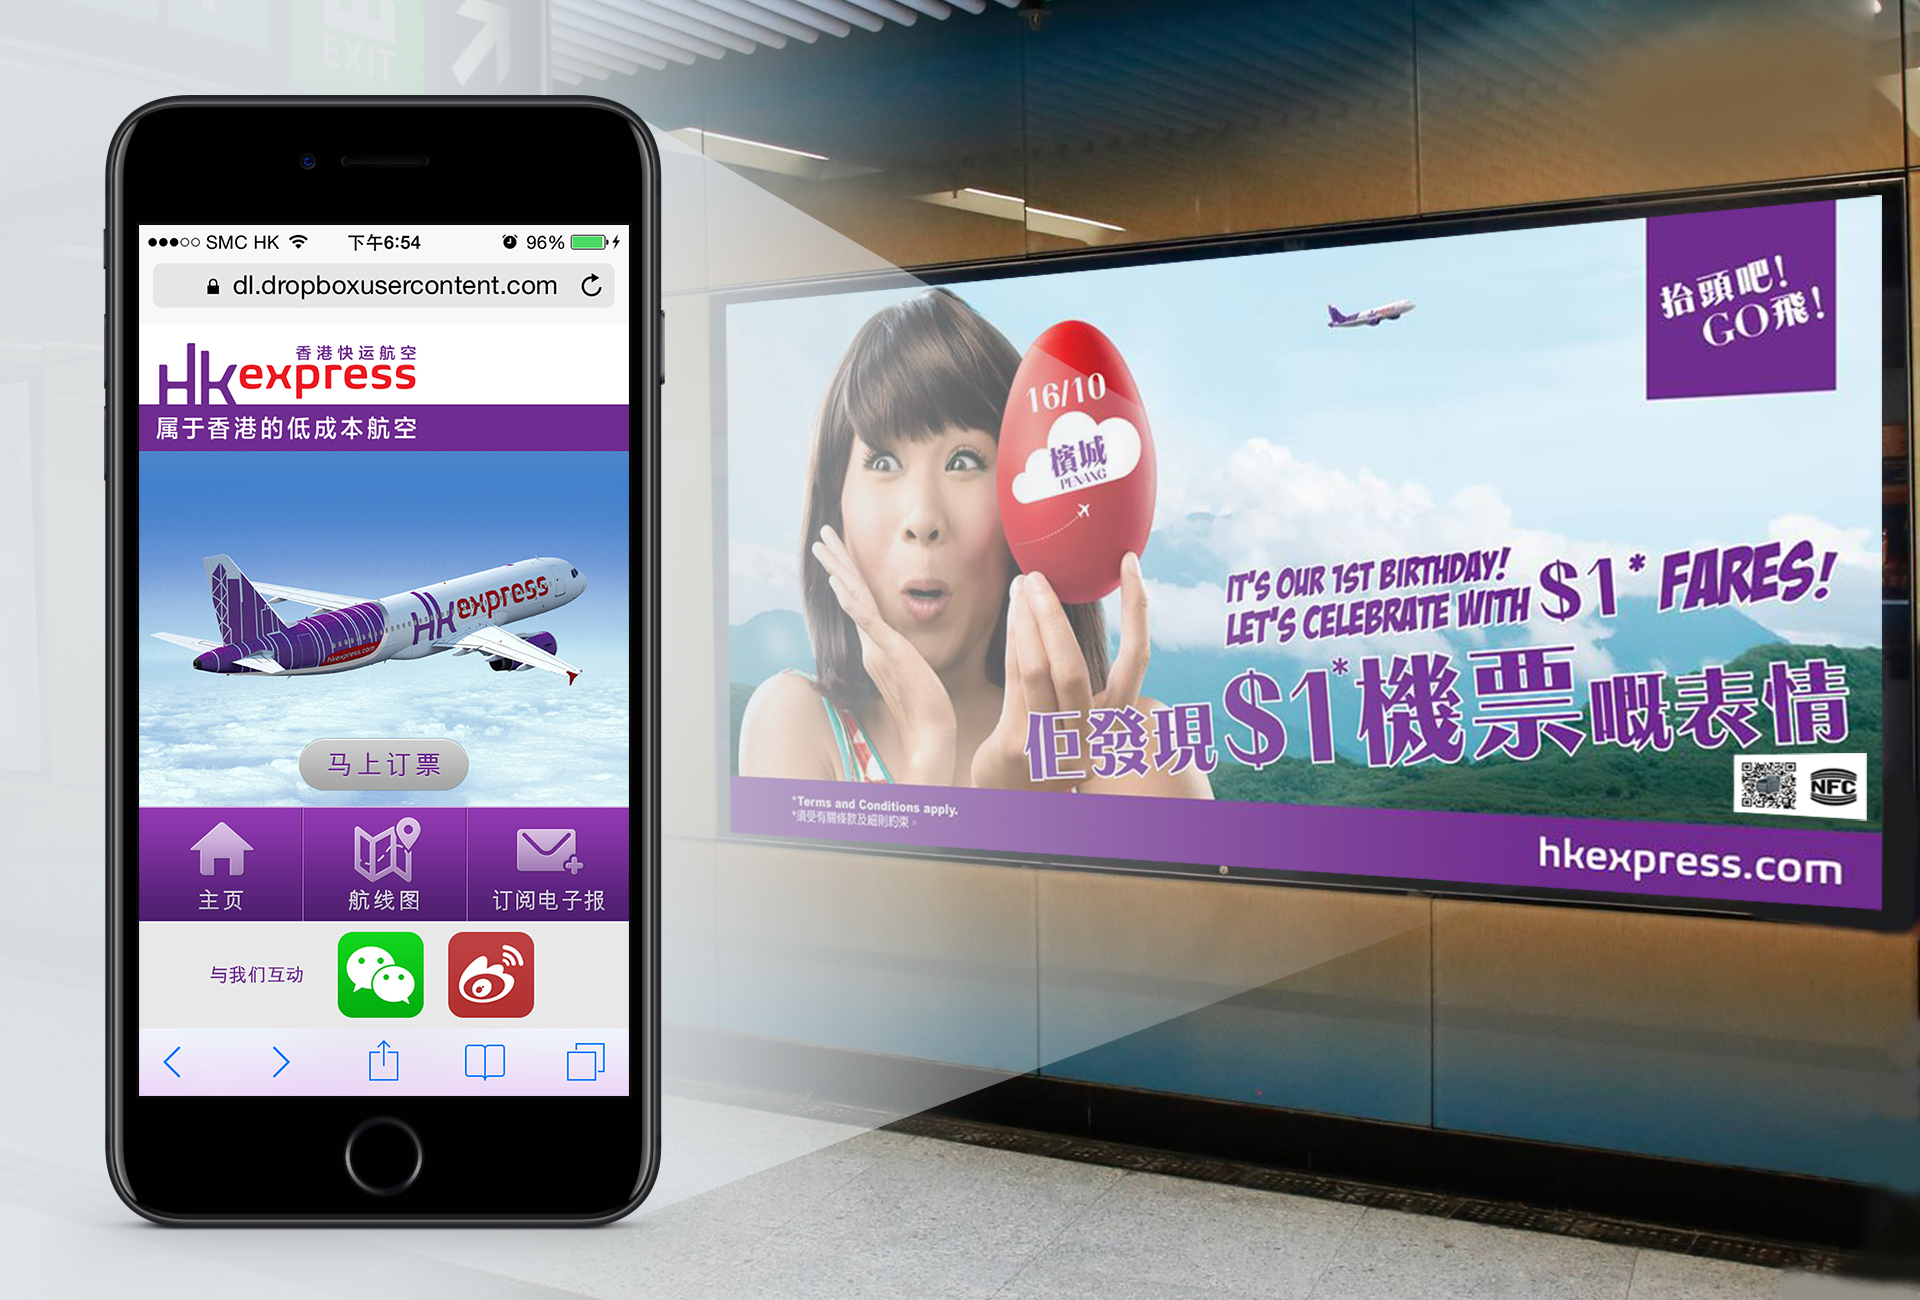 EXIT
SMC HK
下午6:54
96%
dl.dropboxusercontent.com
香港快运航空
HKexpress
属于香港的低成本航空
HKexpress
hkexpress.com
马上订票
主页
航线图
订阅电子报
与我们互动
抬頭吧!
GO飛!
16/10
檳城
PENANG
IT'S OUR 1ST BIRTHDAY!
LET'S CELEBRATE WITH $1* FARES!
佢發現$1*機票嘅表情
NFC
*Terms and Conditions apply.
*須受有關條款及細則約束。
hkexpress.com